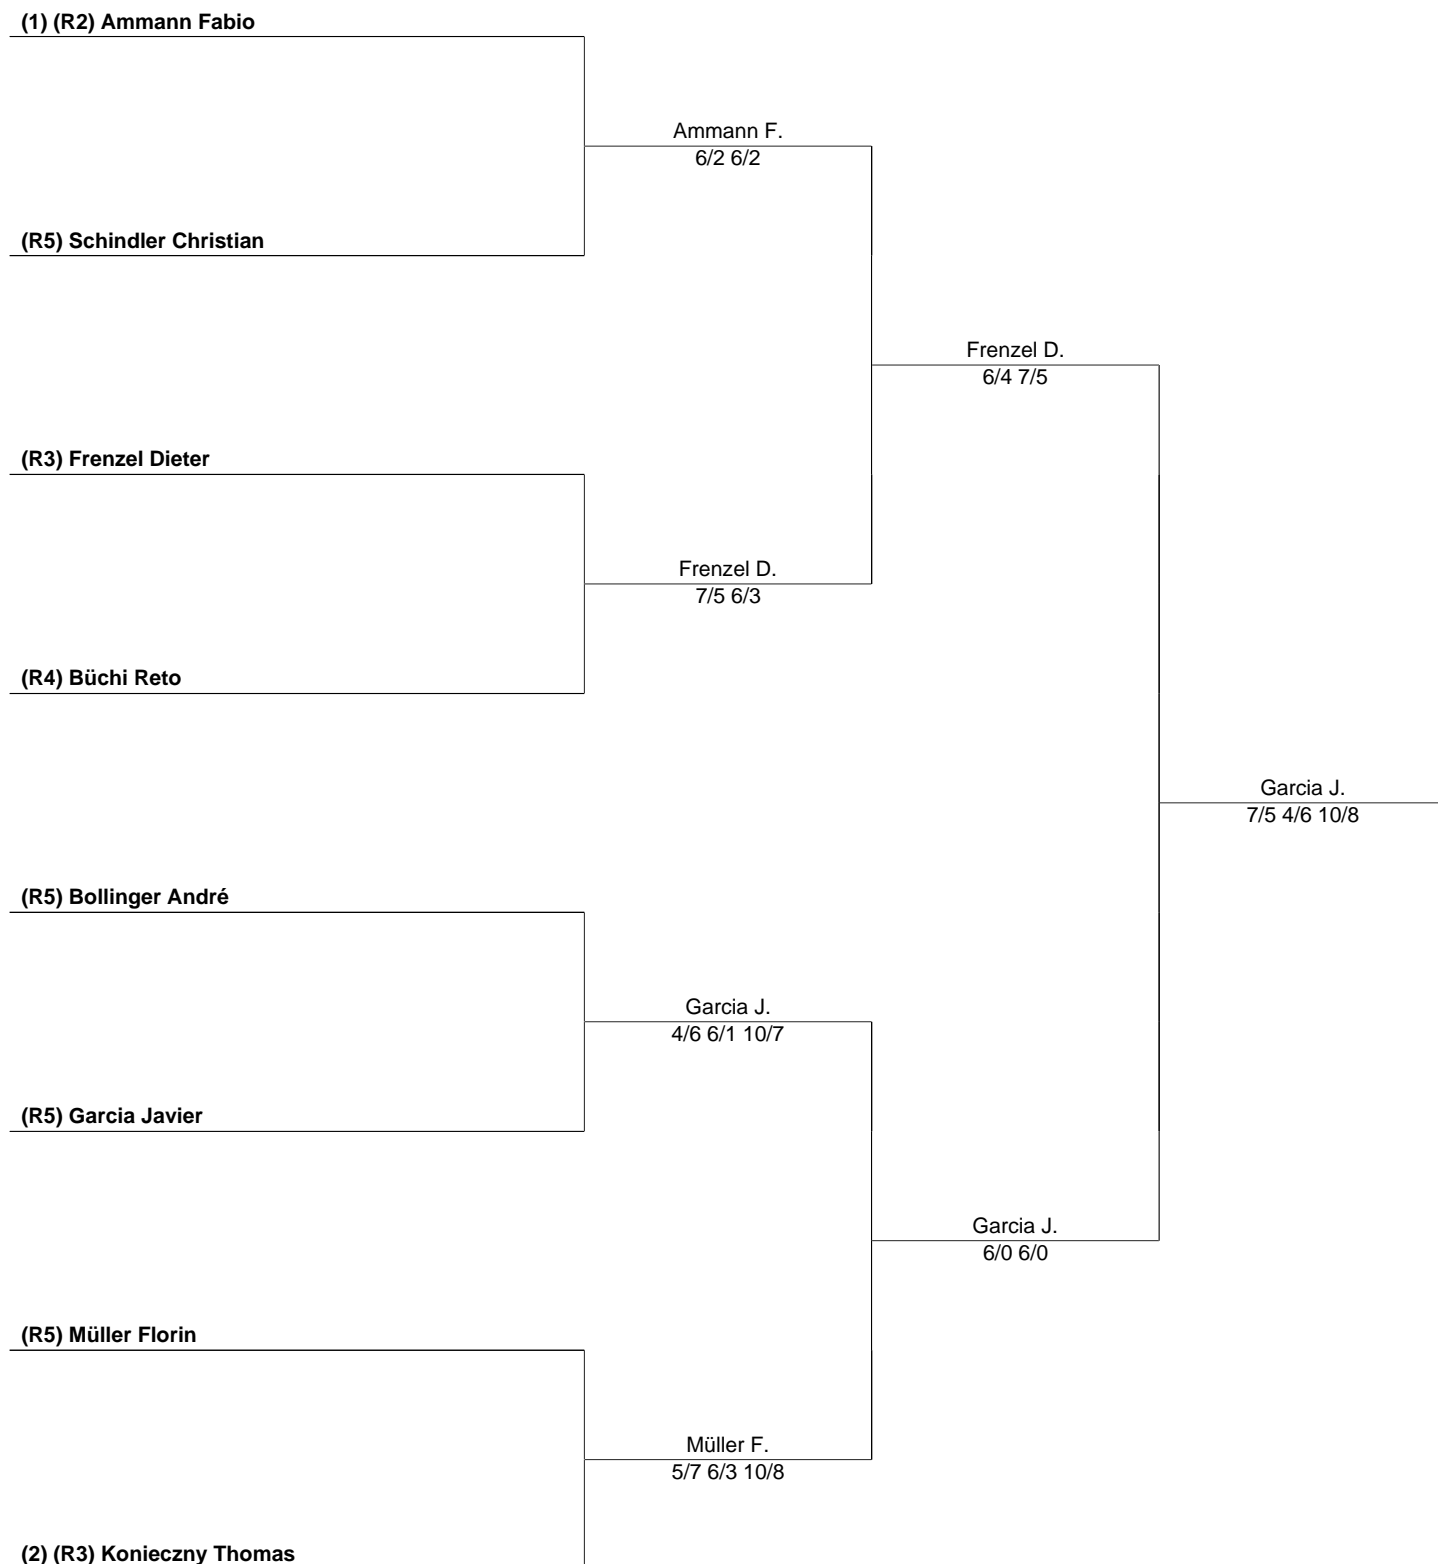 (1) (R2) Ammann Fabio
Ammann F.
6/2 6/2
(R5) Schindler Christian
Frenzel D.
6/4 7/5
(R3) Frenzel Dieter
Frenzel D.
7/5 6/3
(R4) Büchi Reto
Garcia J.
7/5 4/6 10/8
(R5) Bollinger André
Garcia J.
4/6 6/1 10/7
(R5) Garcia Javier
Garcia J.
6/0 6/0
(R5) Müller Florin
Müller F.
5/7 6/3 10/8
(2) (R3) Konieczny Thomas